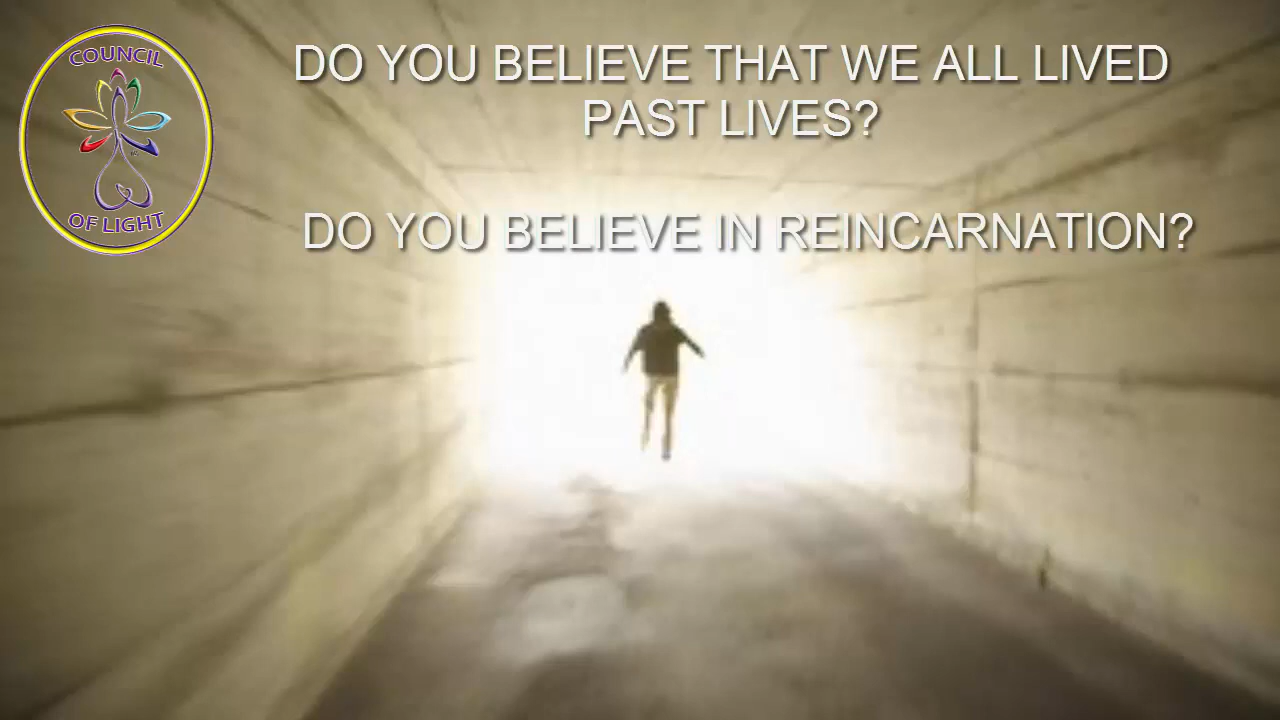 COUNCIL
OF LIGHT
DO YOU BELIEVE THAT WE ALL LIVED
PAST LIVES?
DO YOU BELIEVE IN REINCARNATION?